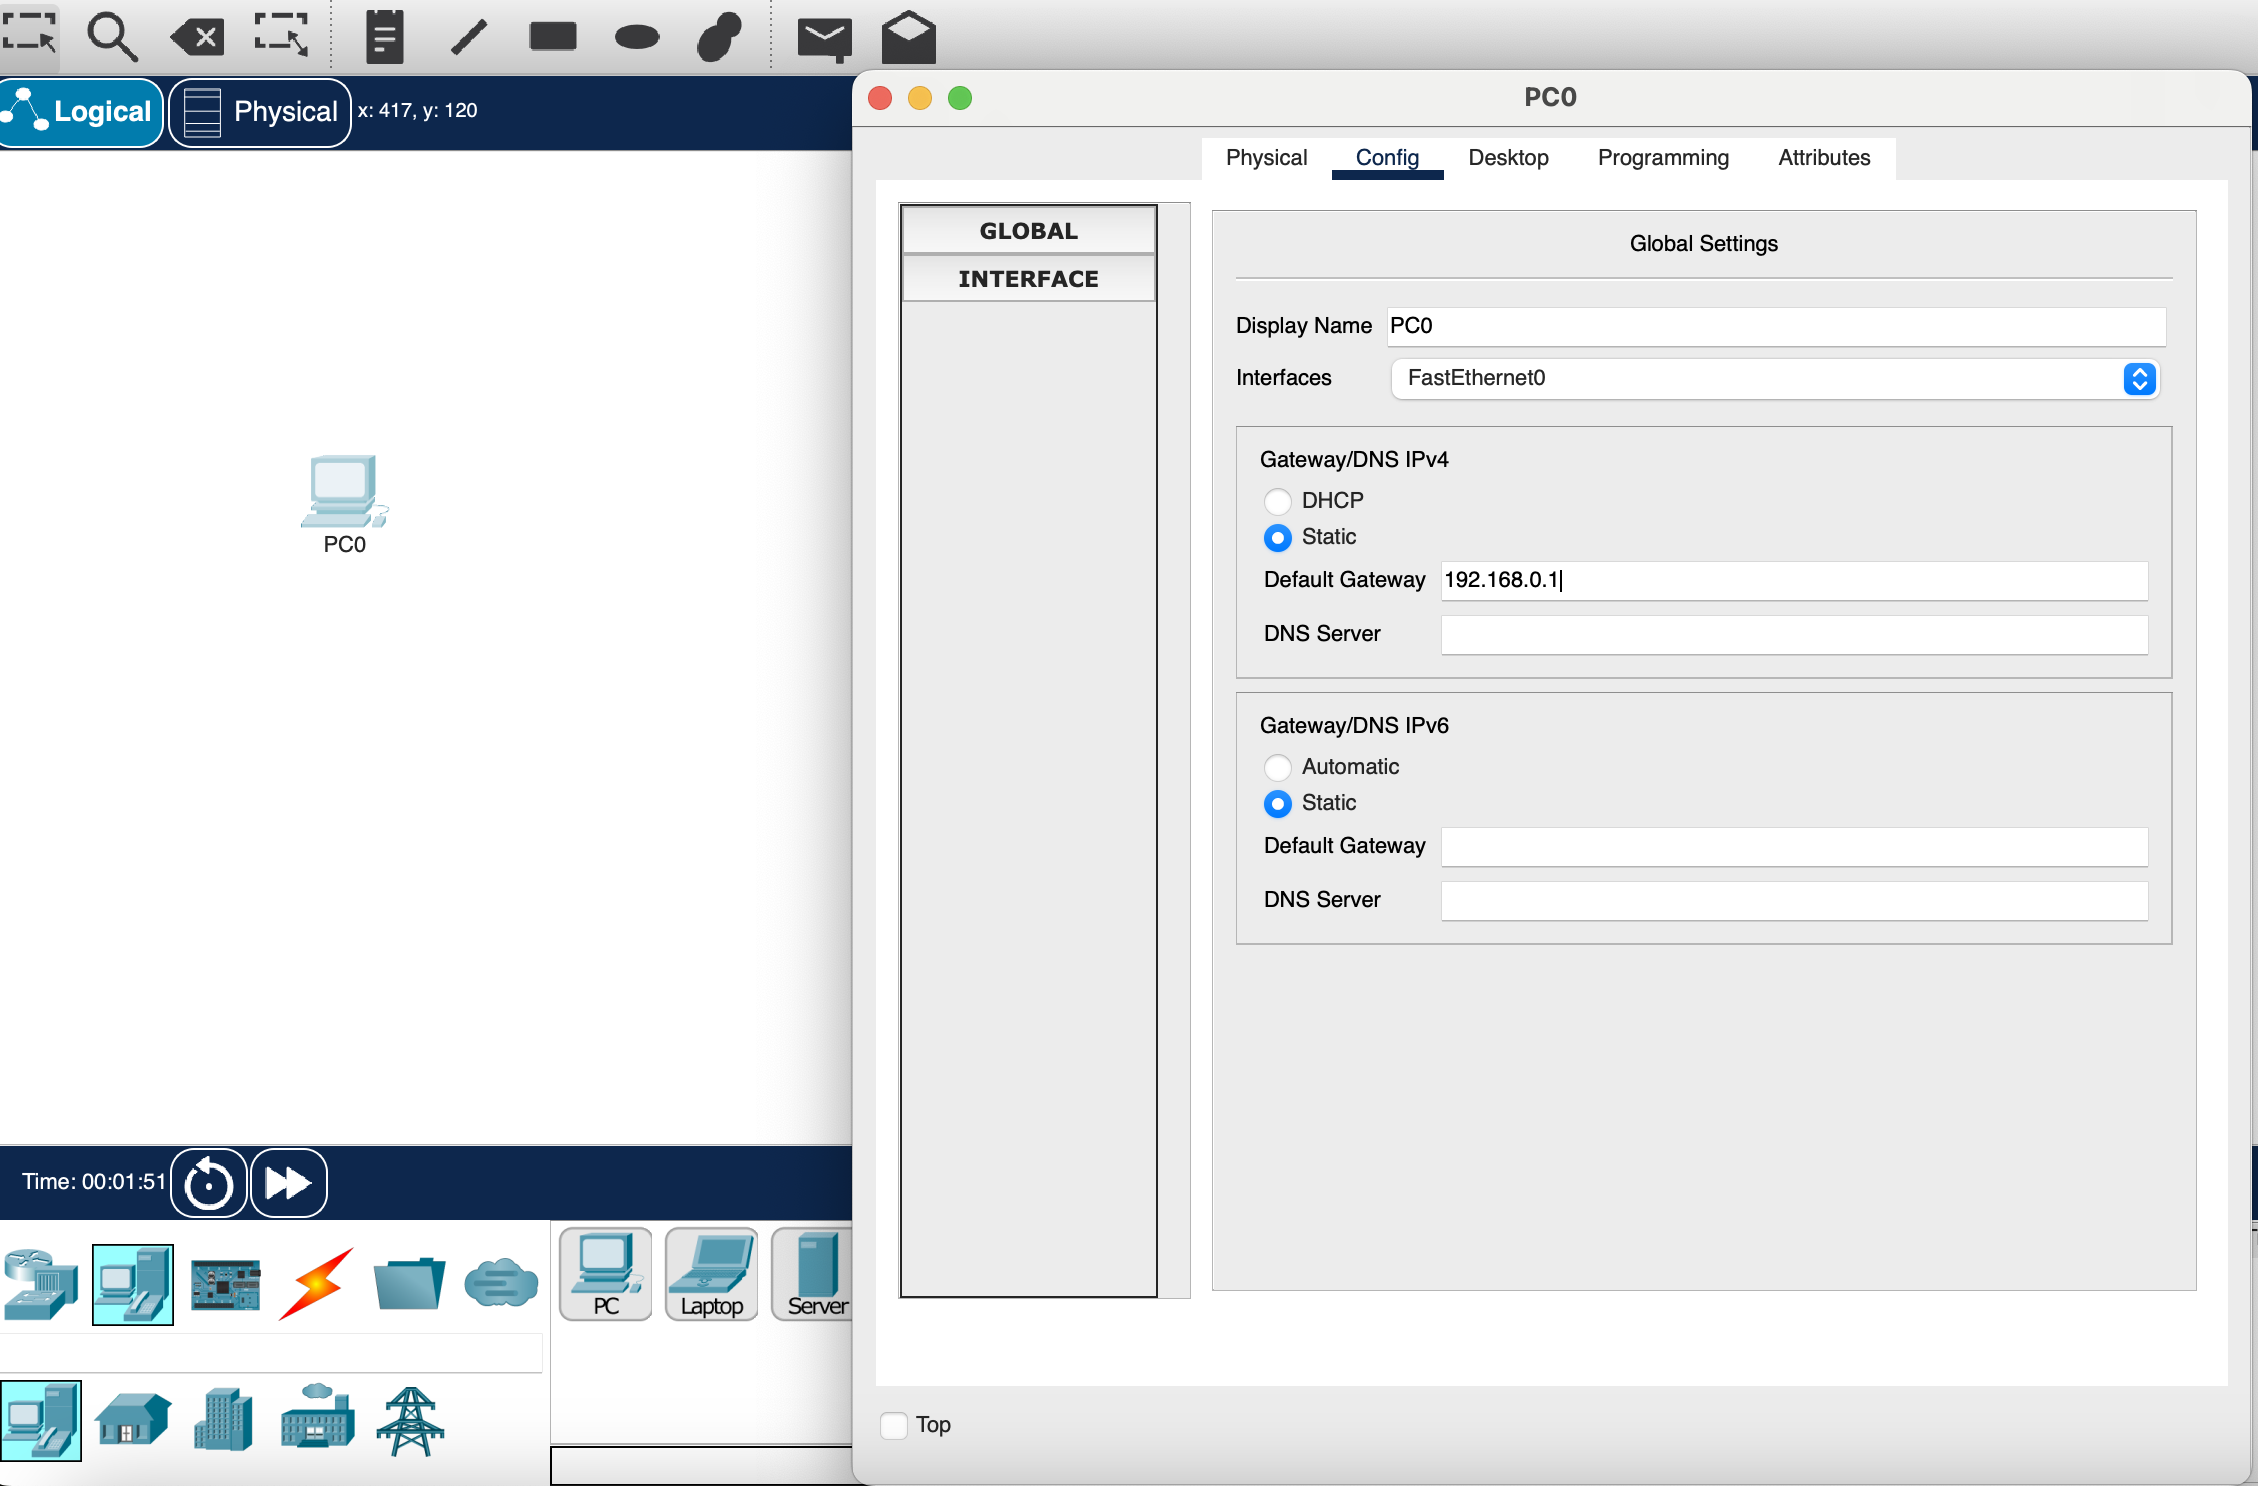 Logical
Physical
x: 417, y: 120
PC0
Physical
Config
Desktop
Programming
Attributes
GLOBAL
INTERFACE
Global Settings
Display Name
PC0
Interfaces
FastEthernet0
Gateway/DNS IPv4
DHCP
Static
Default Gateway
192.168.0.1
DNS Server
Gateway/DNS IPv6
Automatic
Static
Default Gateway
DNS Server
PC0
Time: 00:01:51
PC
Laptop
Server
Top